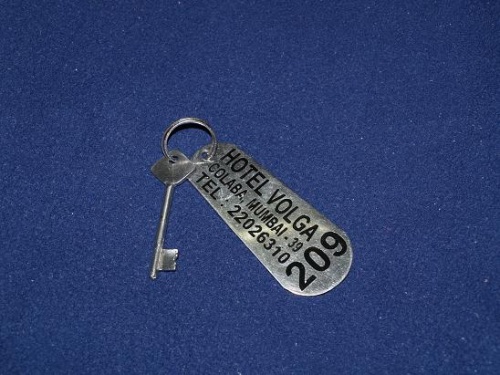 HOTEL VOLGA
COLABA, MUMBAI - 39
TEL : 22026310
209